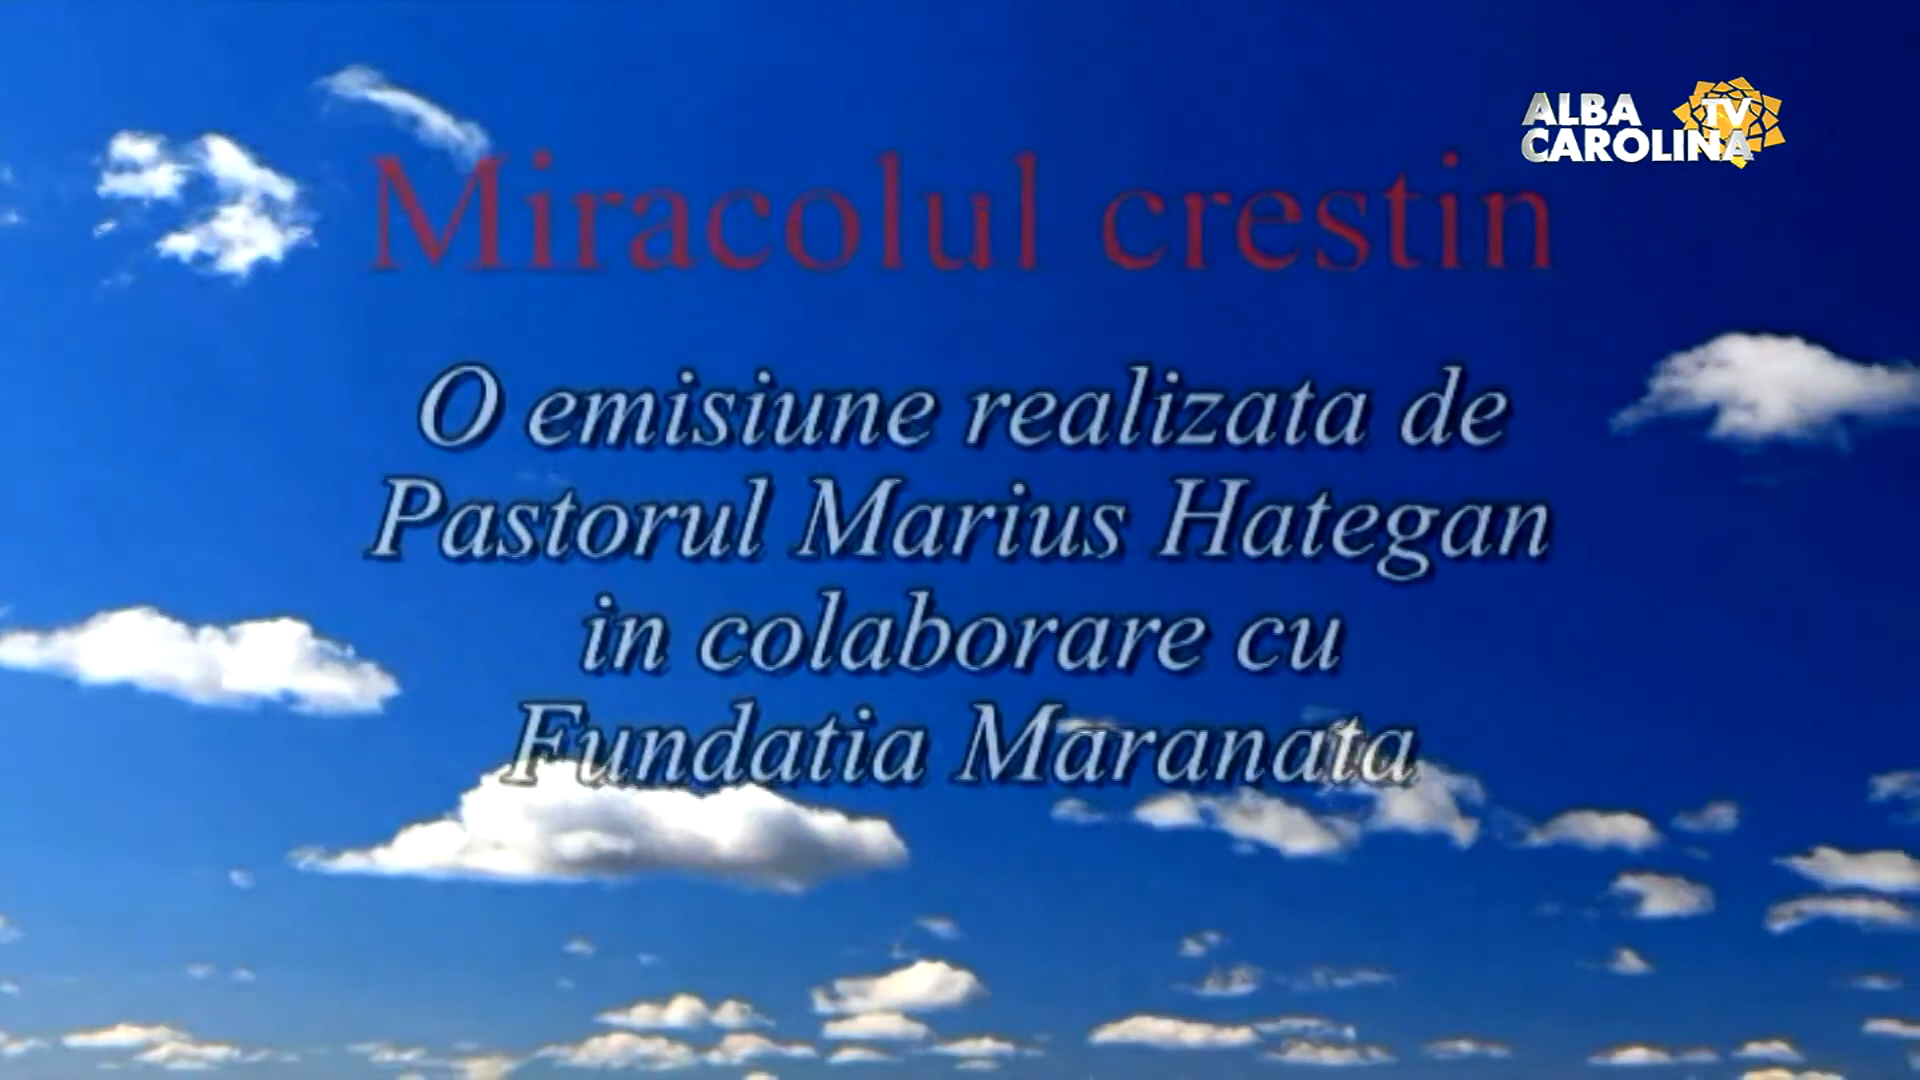 ALBA TV
CAROLINA
Miracolul crestin
O emisiune realizata de
Pastorul Marius Hategan
in colaborare cu
Fundatia Maranata